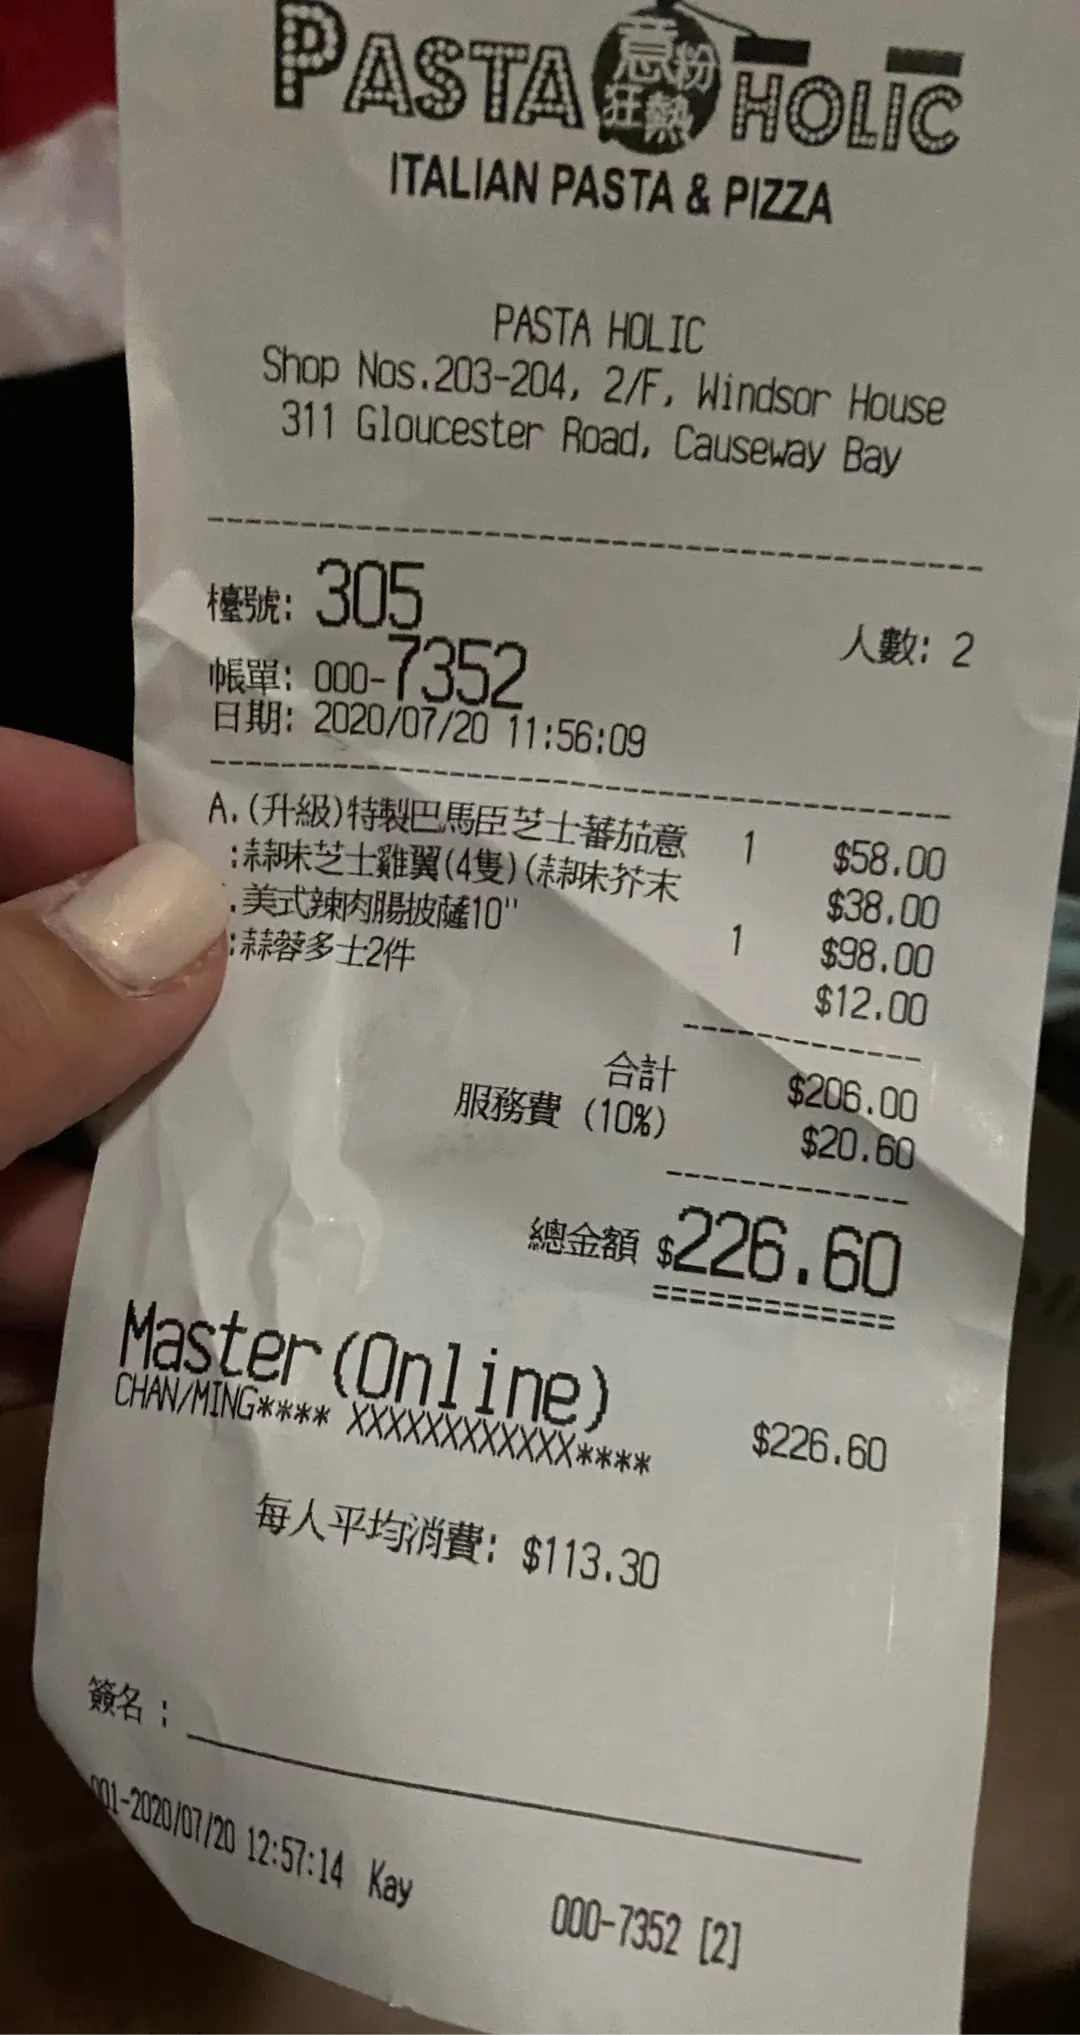 PASTA 意粉狂熱 HOLIC
ITALIAN PASTA & PIZZA
PASTA HOLIC
Shop Nos.203-204, 2/F, Windsor House
311 Gloucester Road, Causeway Bay
檯號: 305 人數: 2
帳單: 000-7352
日期: 2020/07/20 11:56:09
A.(升級)特製巴馬臣芝士蕃茄意 1 $58.00
:蒜味芝士雞翼(4隻)(蒜味芥末 $38.00
.美式辣肉腸披薩10" 1 $98.00
:蒜蓉多士2件 $12.00
合計 $206.00
服務費 (10%) $20.60
總金額 $226.60
=============
Master(Online)
CHAN/MING**** XXXXXXXXXXXX**** $226.60
每人平均消費: $113.30
簽名 :
001-2020/07/20 12:57:14 Kay 000-7352 [2]